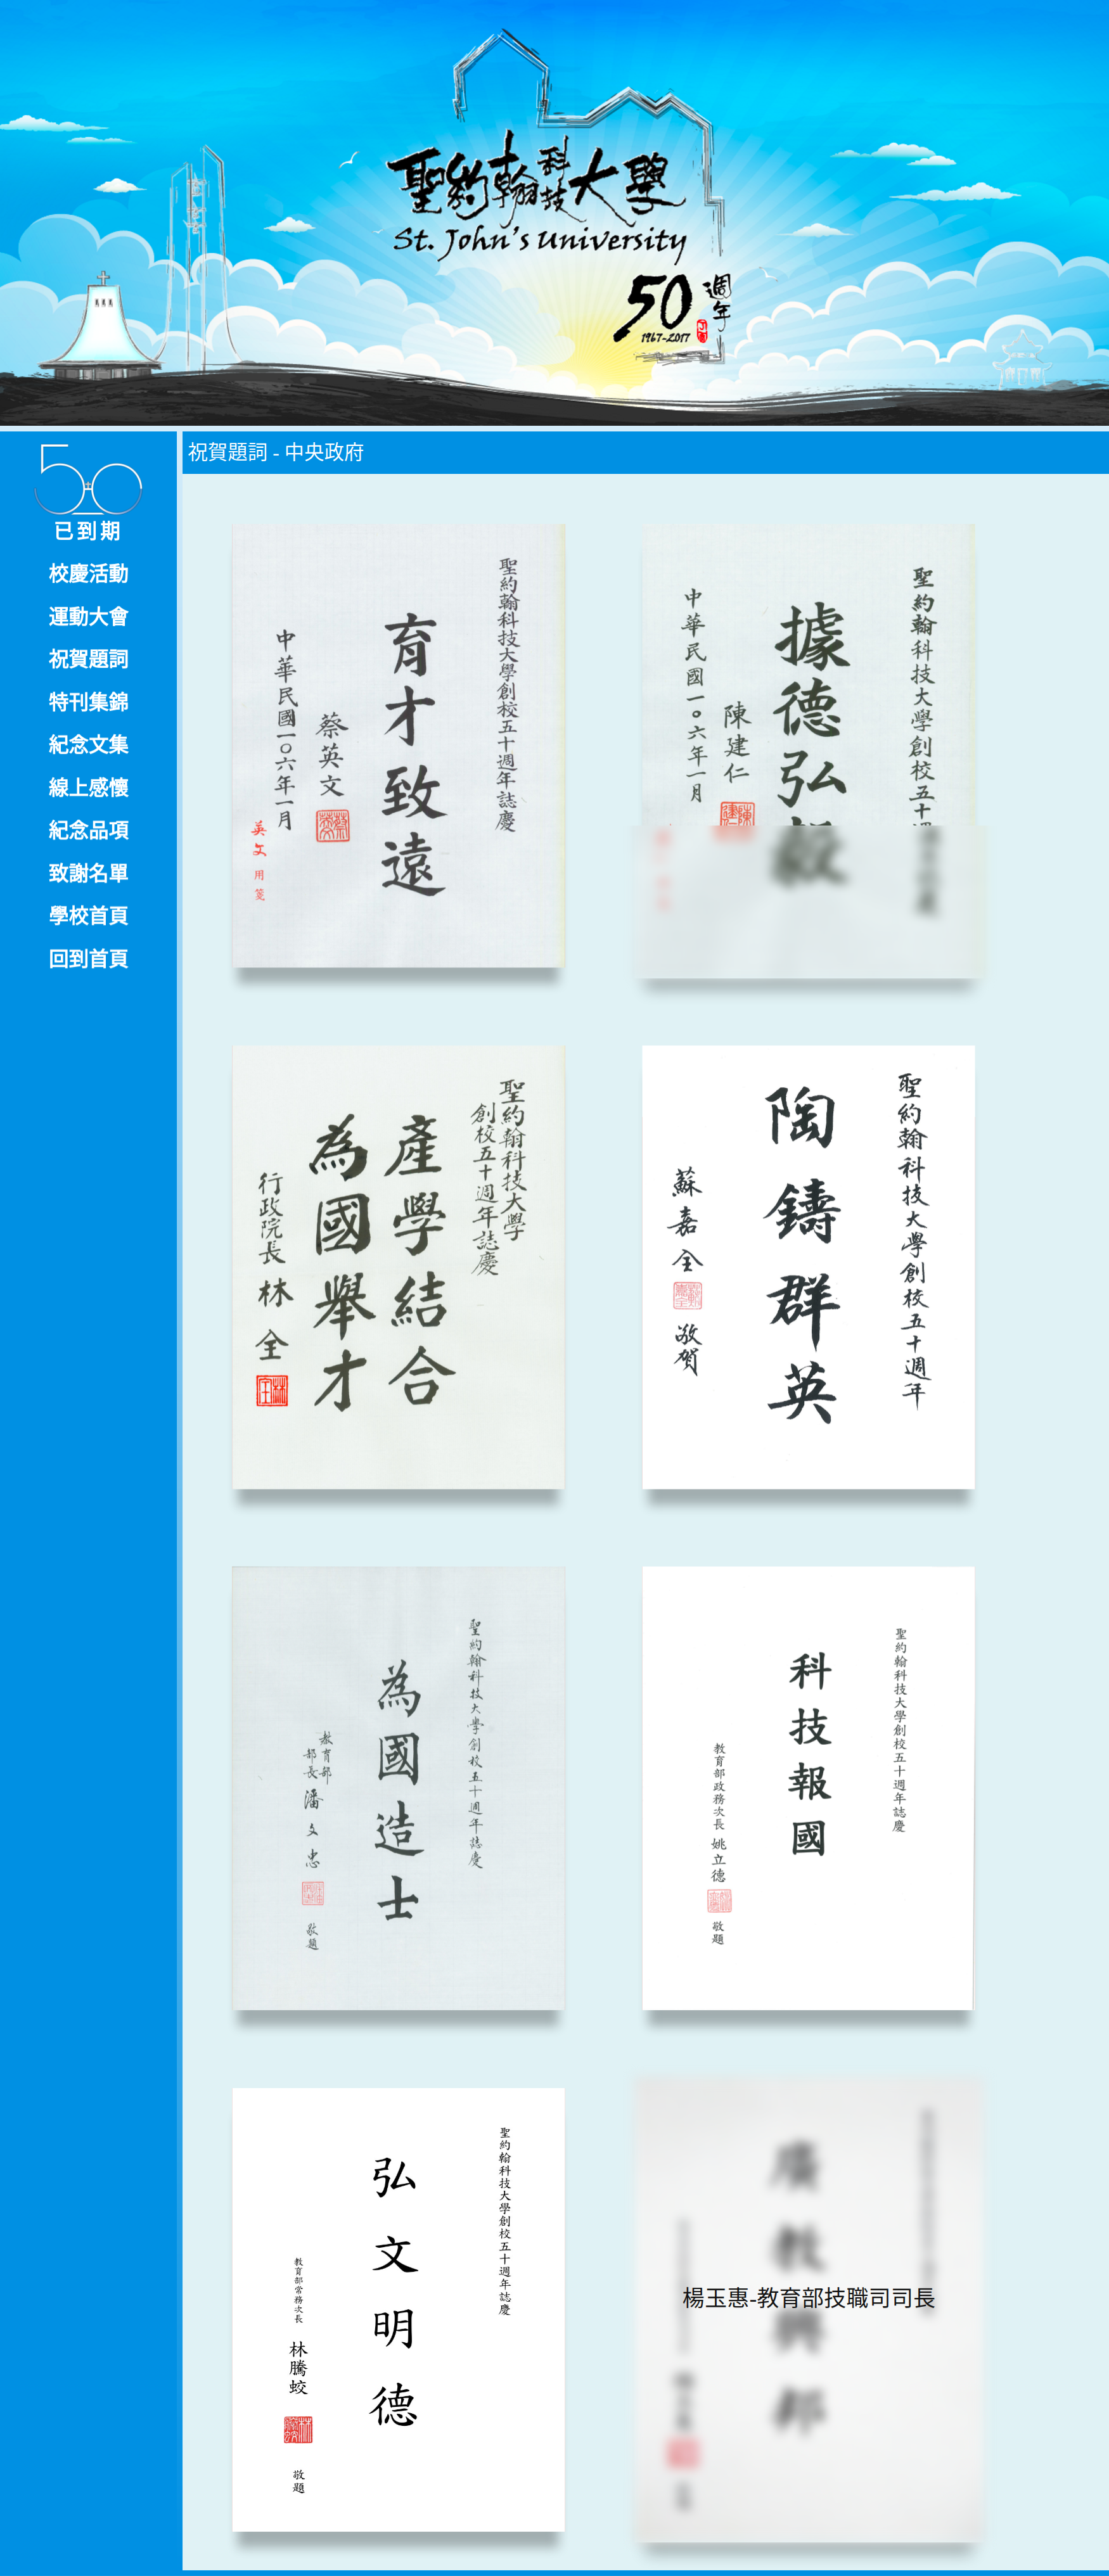 聖約翰科技大學
St. John's University
50
週年
1967-2017
50
已到期
校慶活動
運動大會
祝賀題詞
特刊集錦
紀念文集
線上感懷
紀念品項
致謝名單
學校首頁
回到首頁
祝賀題詞 - 中央政府
聖約翰科技大學創校五十週年誌慶
育才致遠
蔡英文
中華民國一〇六年一月
英文用箋
聖約翰科技大學創校五十週
據德弘毅
陳建仁
中華民國一〇六年一月
聖約翰科技大學
創校五十週年誌慶
產學結合
為國舉才
行政院長 林全
聖約翰科技大學創校五十週年
陶鑄群英
蘇嘉全
敬賀
聖約翰科技大學創校五十週年誌慶
為國造士
教育部
部長 潘文忠
敬題
聖約翰科技大學創校五十週年誌慶
科技報國
教育部政務次長 姚立德
敬題
聖約翰科技大學創校五十週年誌慶
弘文明德
教育部常務次長
林騰蛟
敬題
廣教興邦
楊玉惠-教育部技職司司長